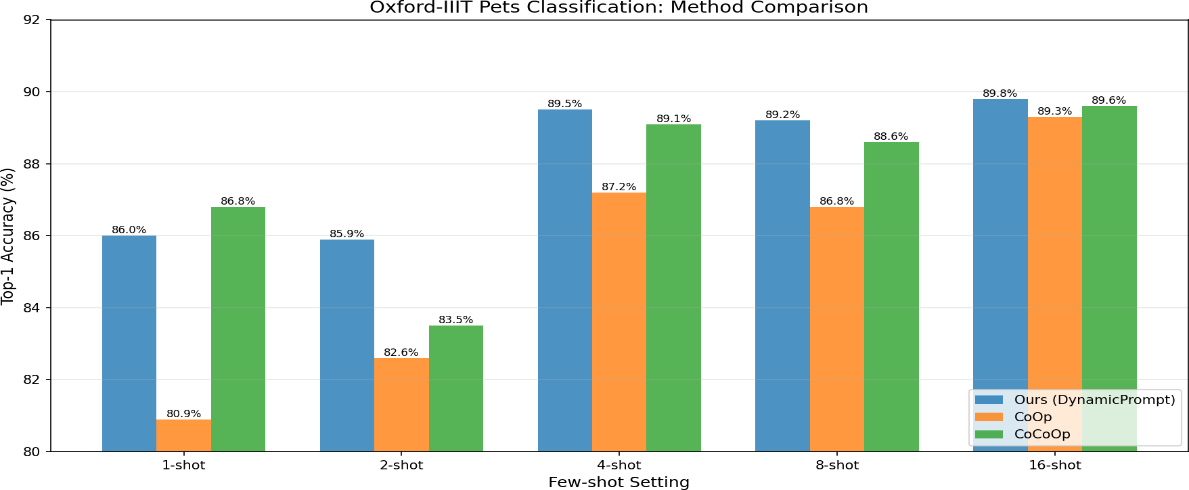 Oxford-IIIT Pets Classification: Method Comparison
Top-1 Accuracy (%)
92
90
88
86
84
82
80
86.0%
80.9%
86.8%
85.9%
82.6%
83.5%
89.5%
87.2%
89.1%
89.2%
86.8%
88.6%
89.8%
89.3%
89.6%
Ours (DynamicPrompt)
CoOp
CoCoOp
1-shot
2-shot
4-shot
8-shot
16-shot
Few-shot Setting